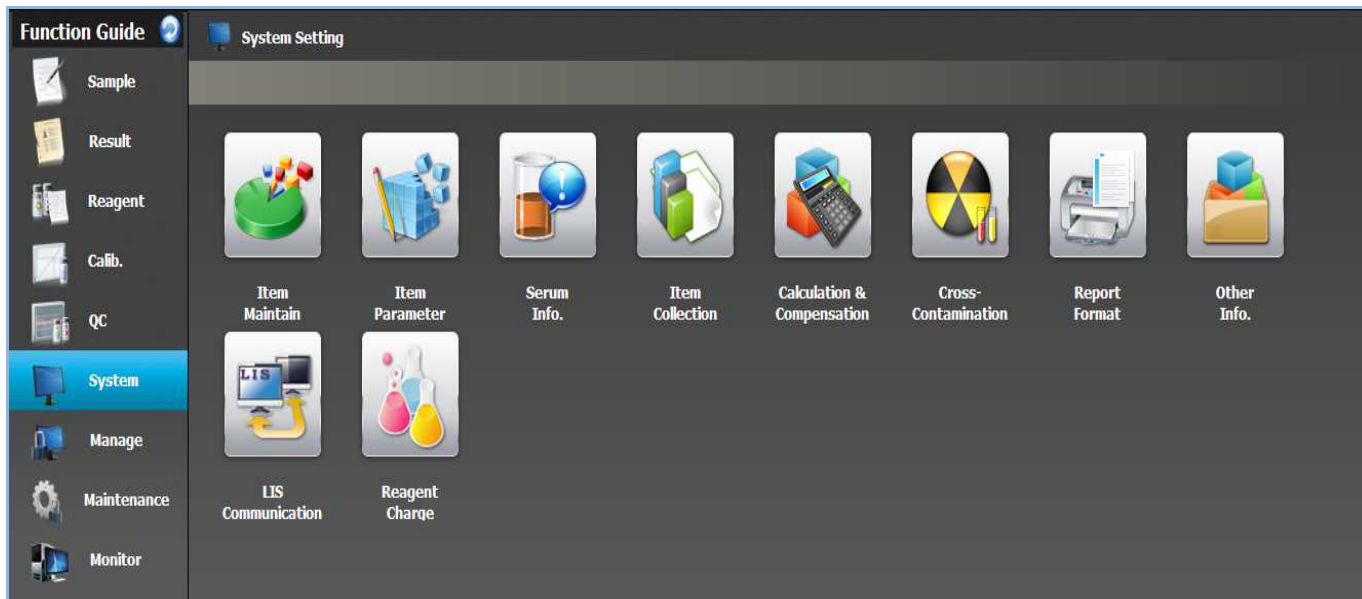 Function Guide
System Setting
Sample
Result
Reagent
Calib.
QC
System
Manage
Maintenance
Monitor
Item
Maintain
Item
Parameter
Serum
Info.
Item
Collection
Calculation &
Compensation
Cross-
Contamination
Report
Format
Other
Info.
LIS
LIS
Communication
Reagent
Charge